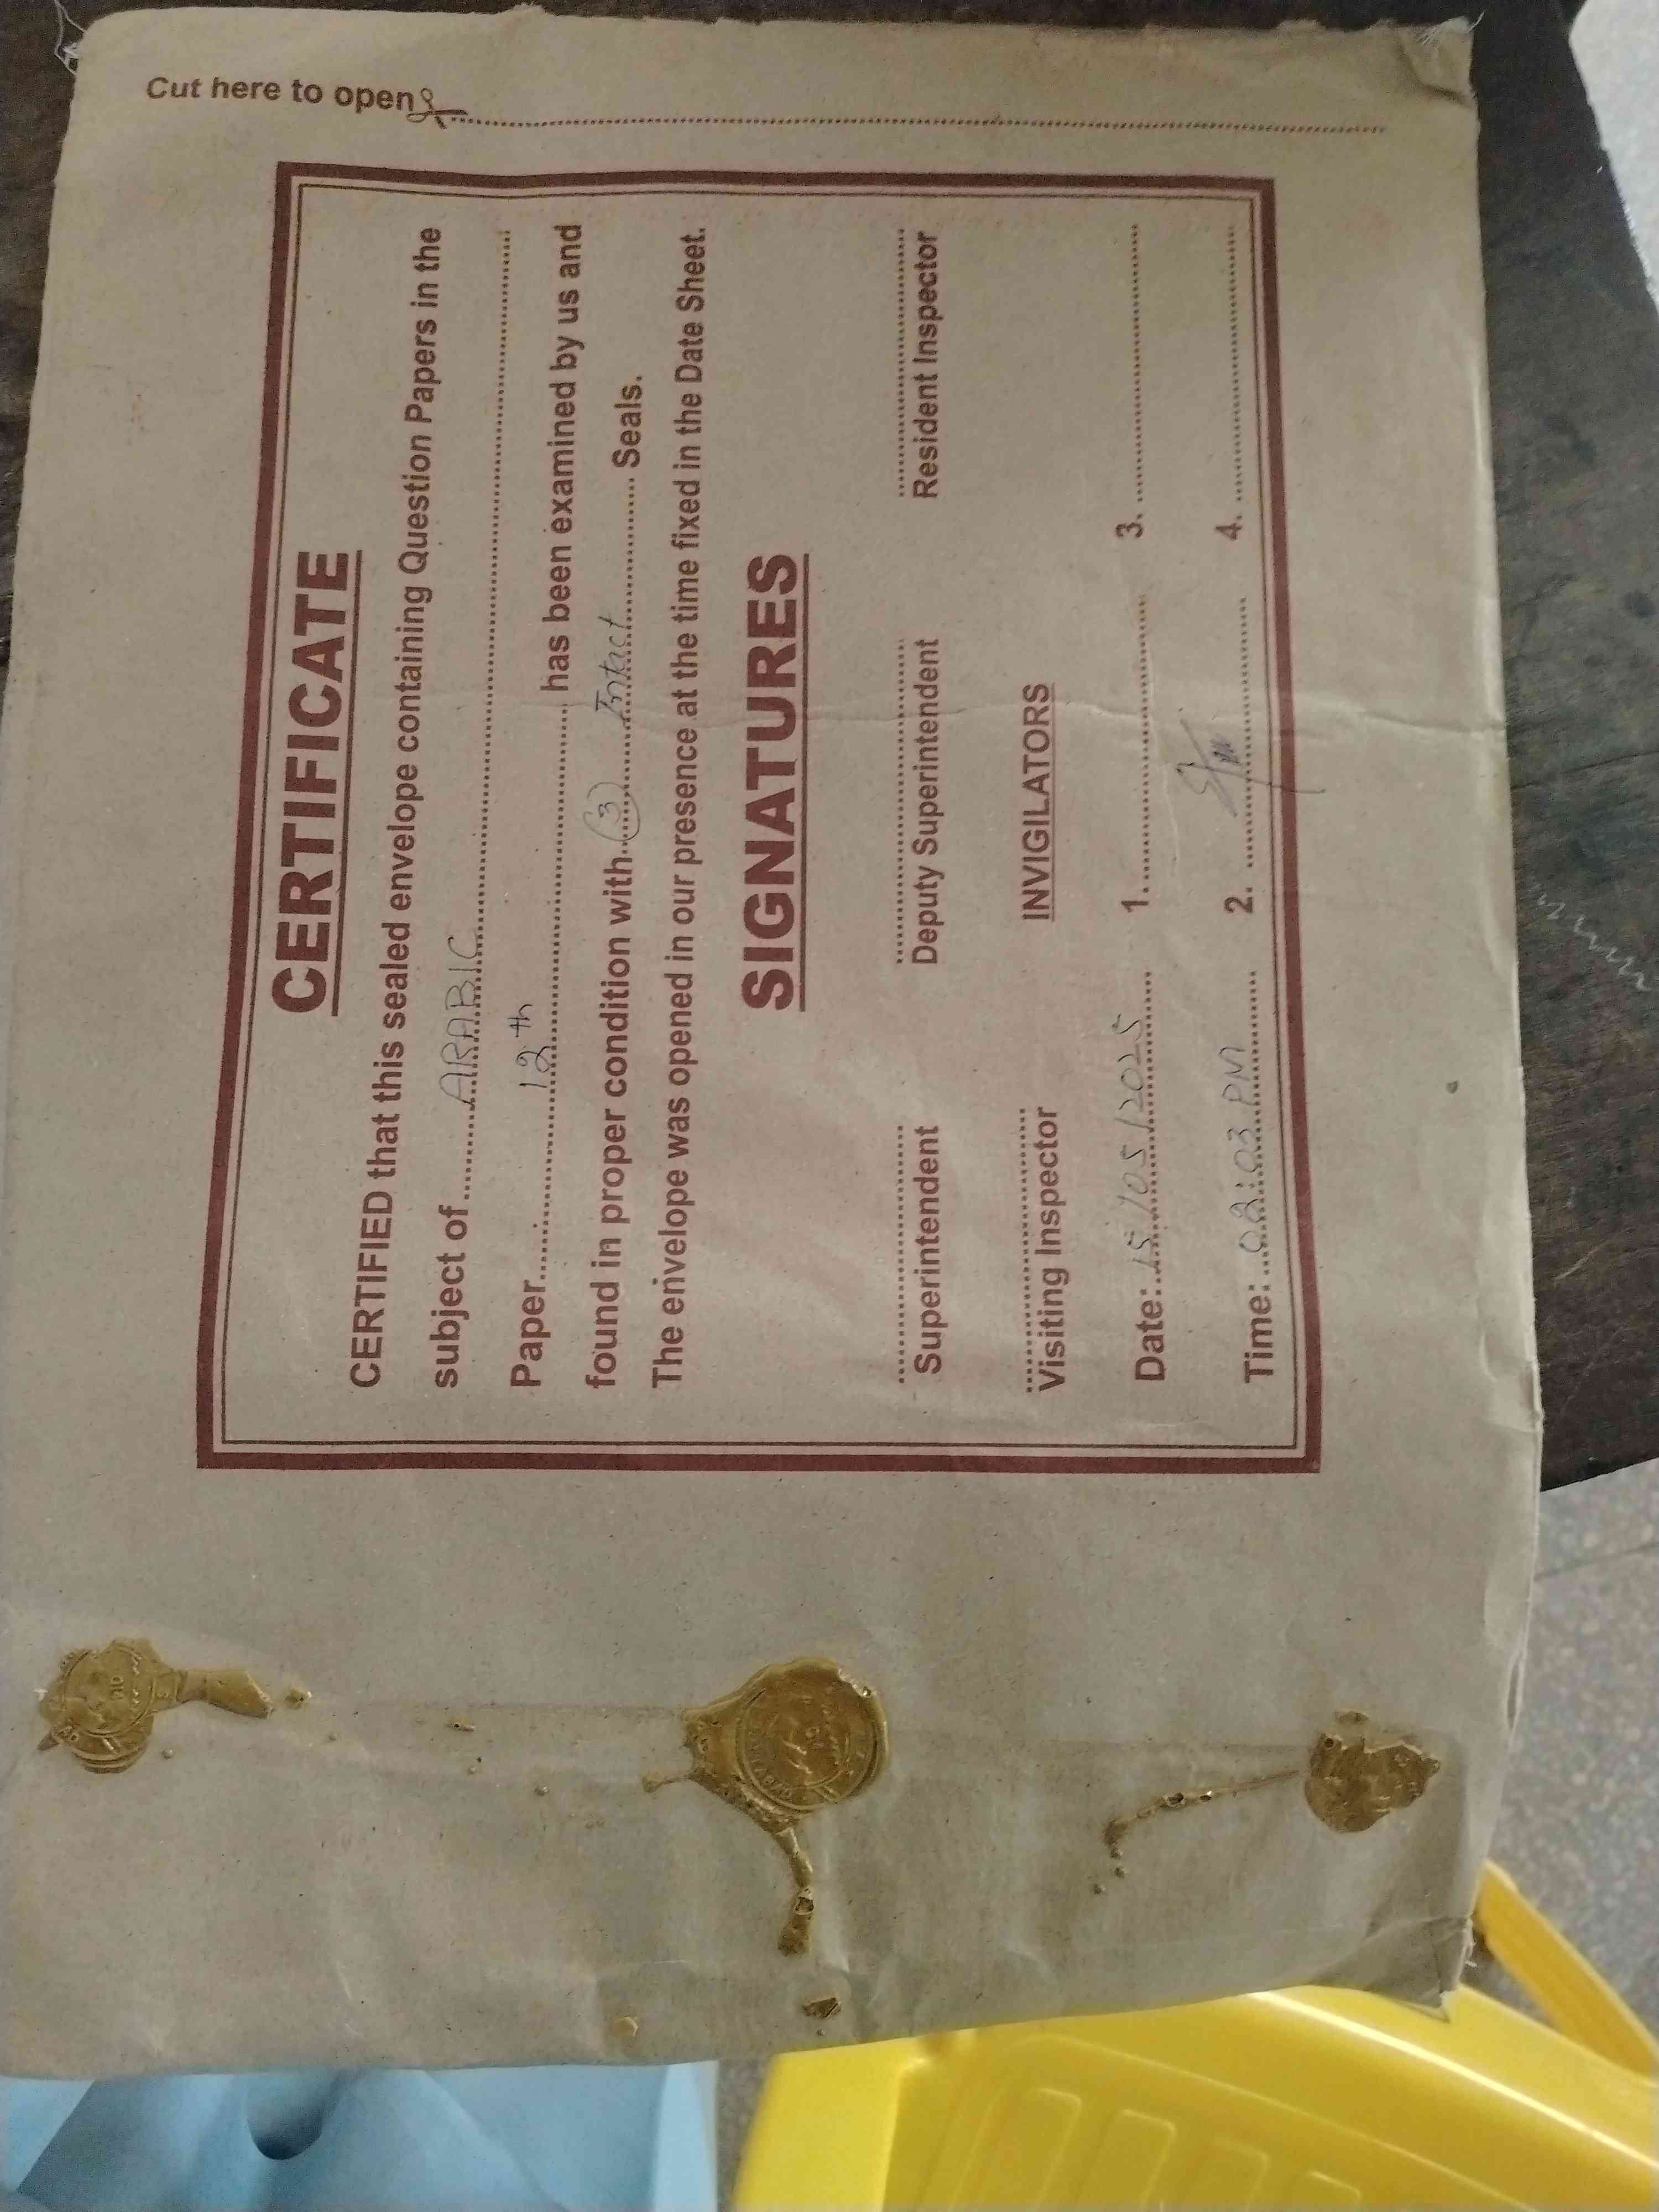 Cut here to open
CERTIFICATE
CERTIFIED that this sealed envelope containing Question Papers in the
subject of ARABIC
Paper 12th has been examined by us and
found in proper condition with (3) Intact Seals.
The envelope was opened in our presence at the time fixed in the Date Sheet.
SIGNATURES
Superintendent Deputy Superintendent Resident Inspector
Visiting Inspector INVIGILATORS
Date: 15/05/2025 1. 3.
Time: 02:03 PM 2. 4.